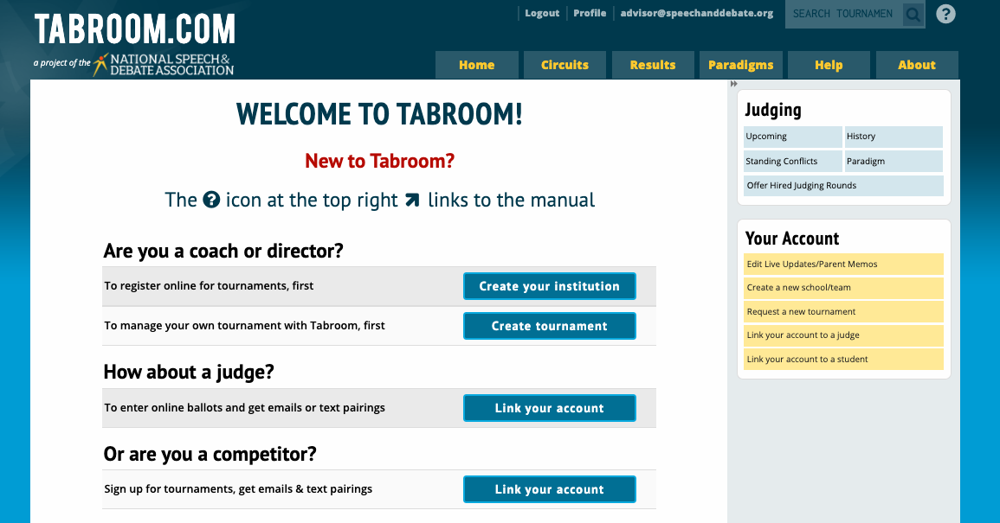 TABROOM.COM
a project of the NATIONAL SPEECH & DEBATE ASSOCIATION
Logout Profile advisor@speechanddebate.org SEARCH TOURNAMEN ?
Home Circuits Results Paradigms Help About
WELCOME TO TABROOM!
New to Tabroom?
The ? icon at the top right links to the manual
Are you a coach or director?
To register online for tournaments, first Create your institution
To manage your own tournament with Tabroom, first Create tournament
How about a judge?
To enter online ballots and get emails or text pairings Link your account
Or are you a competitor?
Sign up for tournaments, get emails & text pairings Link your account
Judging
Upcoming History
Standing Conflicts Paradigm
Offer Hired Judging Rounds
Your Account
Edit Live Updates/Parent Memos
Create a new school/team
Request a new tournament
Link your account to a judge
Link your account to a student